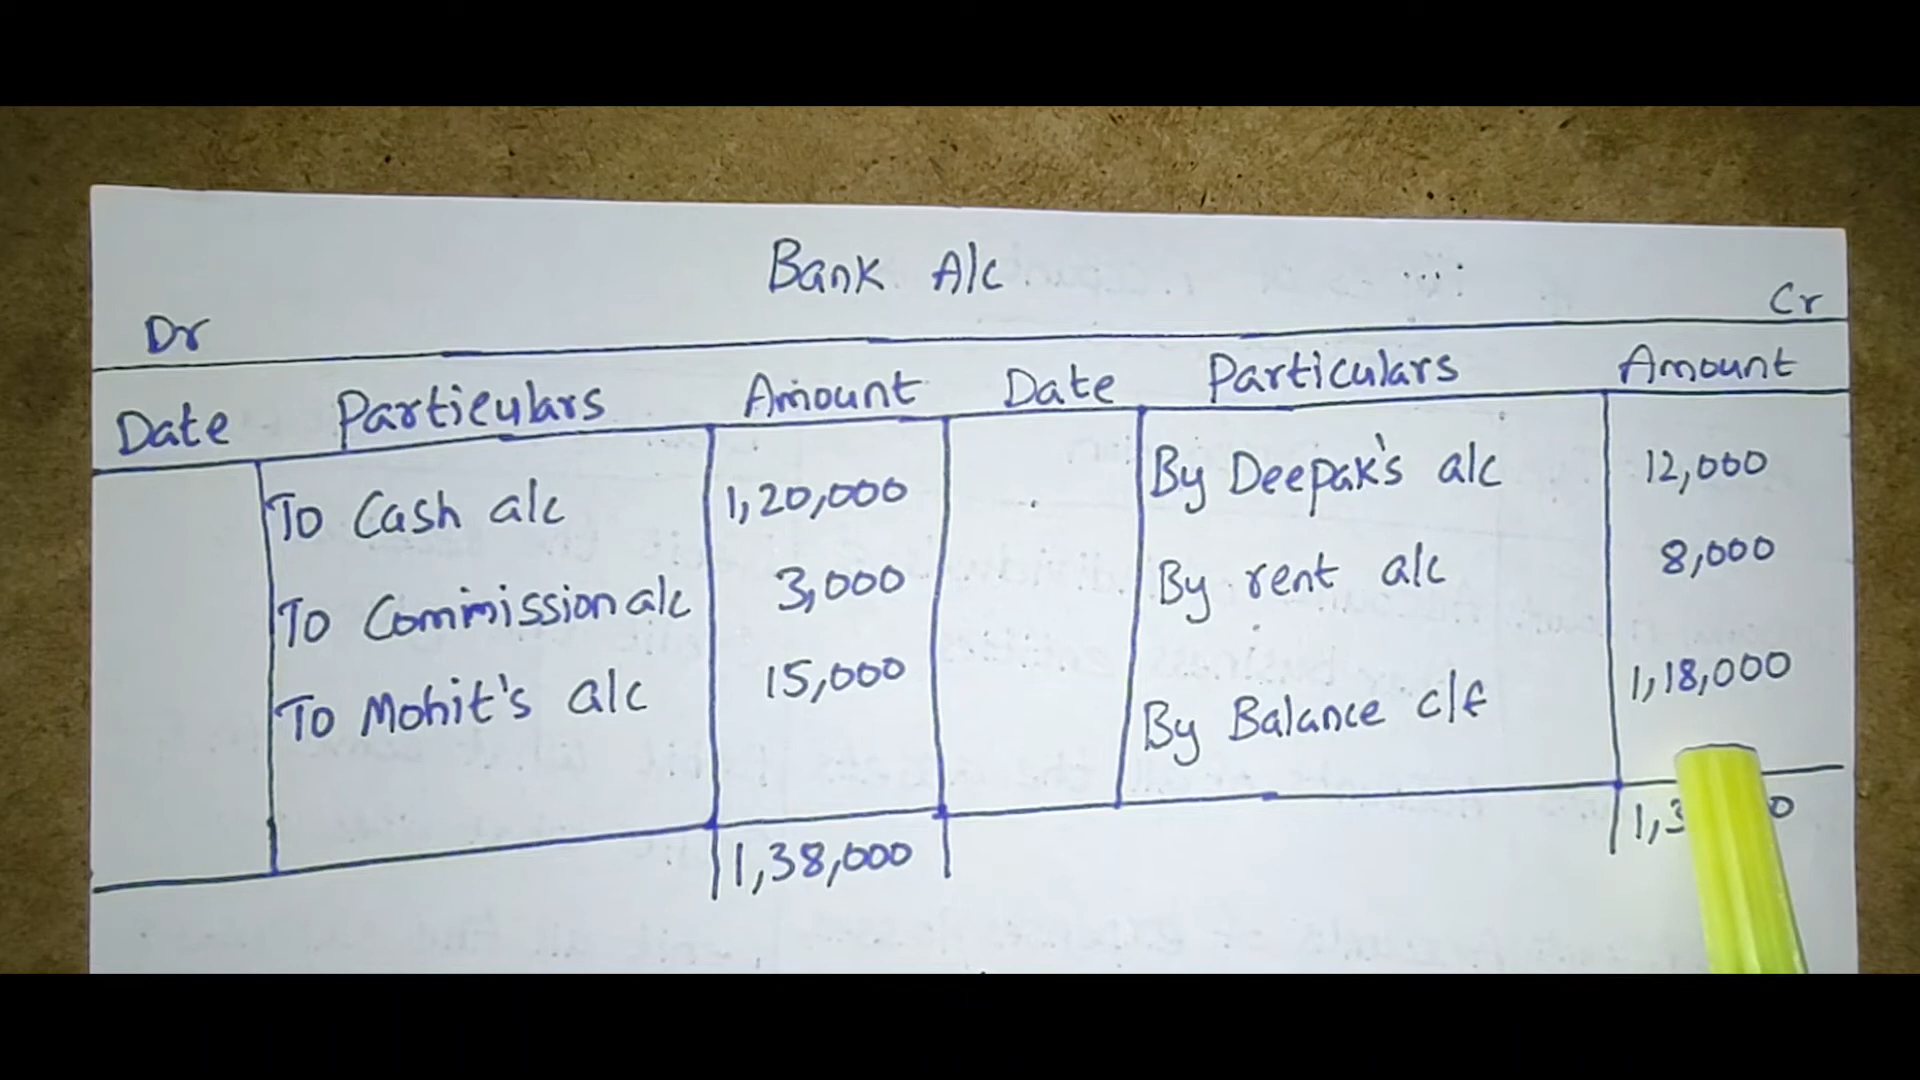 Bank A/c
Dr Cr
Date Particulars Amount Date Particulars Amount
To Cash a/c 1,20,000 By Deepak's a/c 12,000
To Commission a/c 3,000 By rent a/c 8,000
To Mohit's a/c 15,000 By Balance c/f 1,18,000
1,38,000